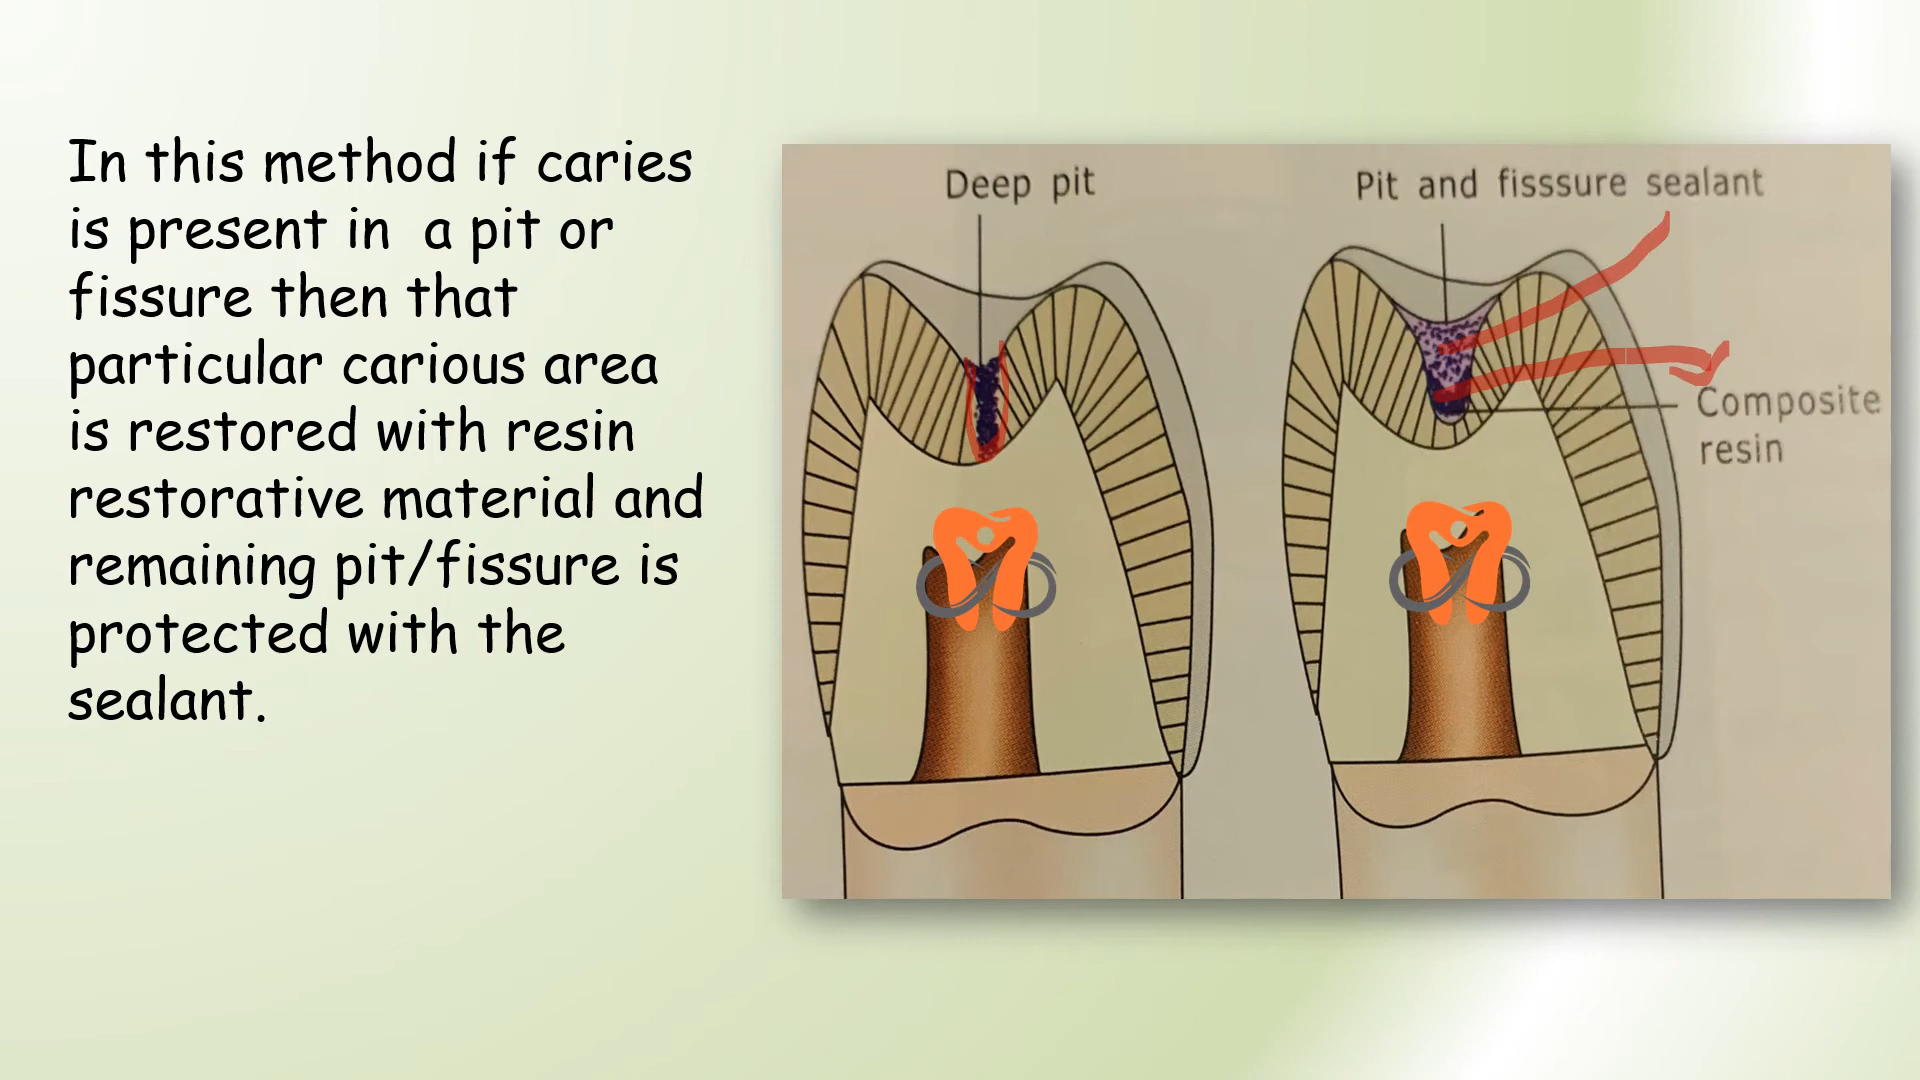 In this method if caries
is present in a pit or
fissure then that
particular carious area
is restored with resin
restorative material and
remaining pit/fissure is
protected with the
sealant.
Deep pit
Pit and fisssure sealant
Composite
resin